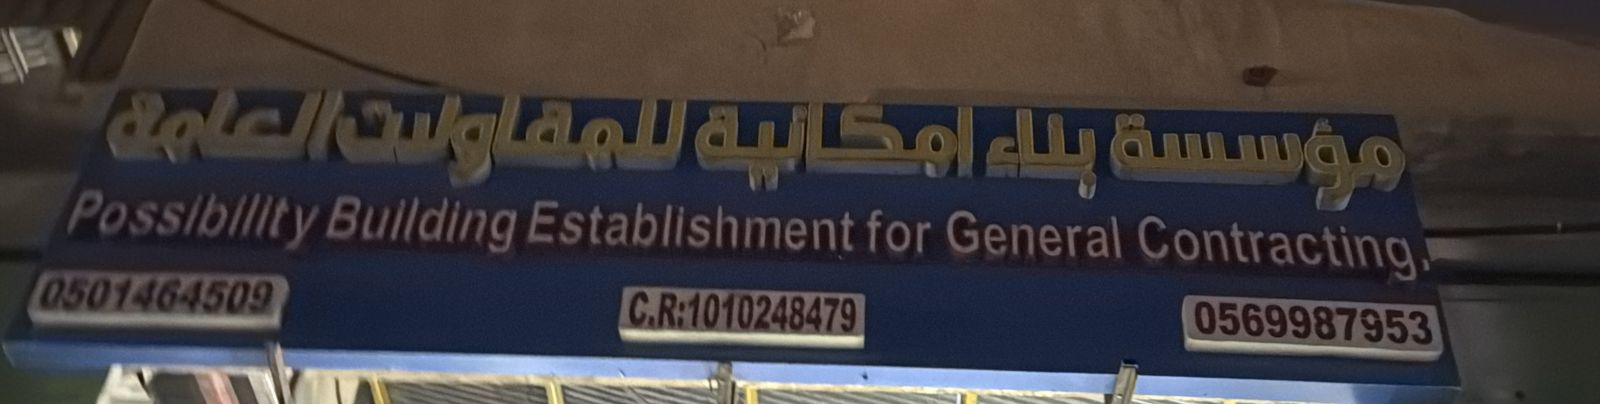 مؤسسة بناء امكانية للمقاولات العامة
Possibility Building Establishment for General Contracting,
0501464509 C.R:1010248479 0569987953